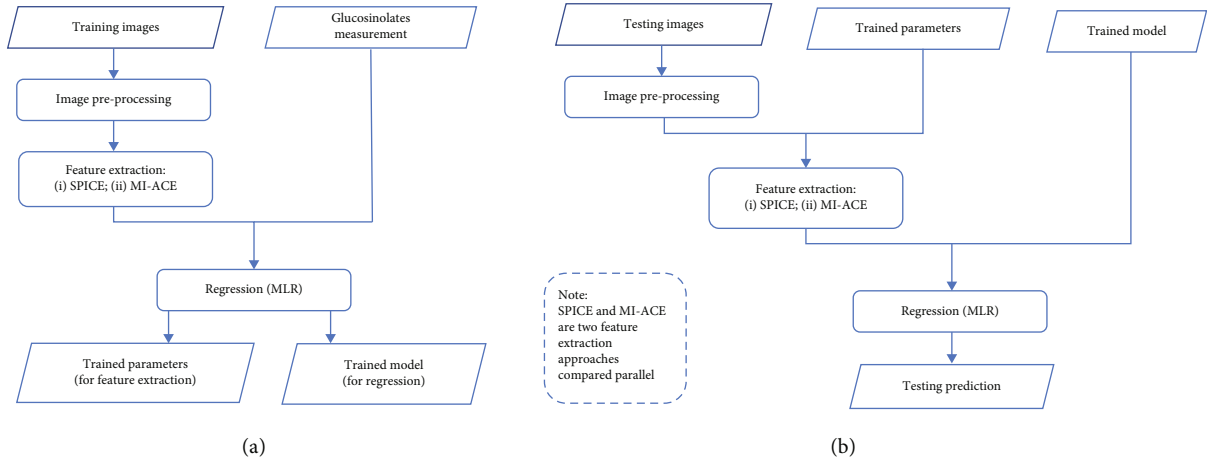 Training images
Glucosinolates
measurement
Image pre-processing
Feature extraction:
(i) SPICE; (ii) MI-ACE
Regression (MLR)
Trained parameters
(for feature extraction)
Trained model
(for regression)
(a)
Testing images
Trained parameters
Trained model
Image pre-processing
Feature extraction:
(i) SPICE; (ii) MI-ACE
Note:
SPICE and MI-ACE
are two feature
extraction
approaches
compared parallel
Regression (MLR)
Testing prediction
(b)